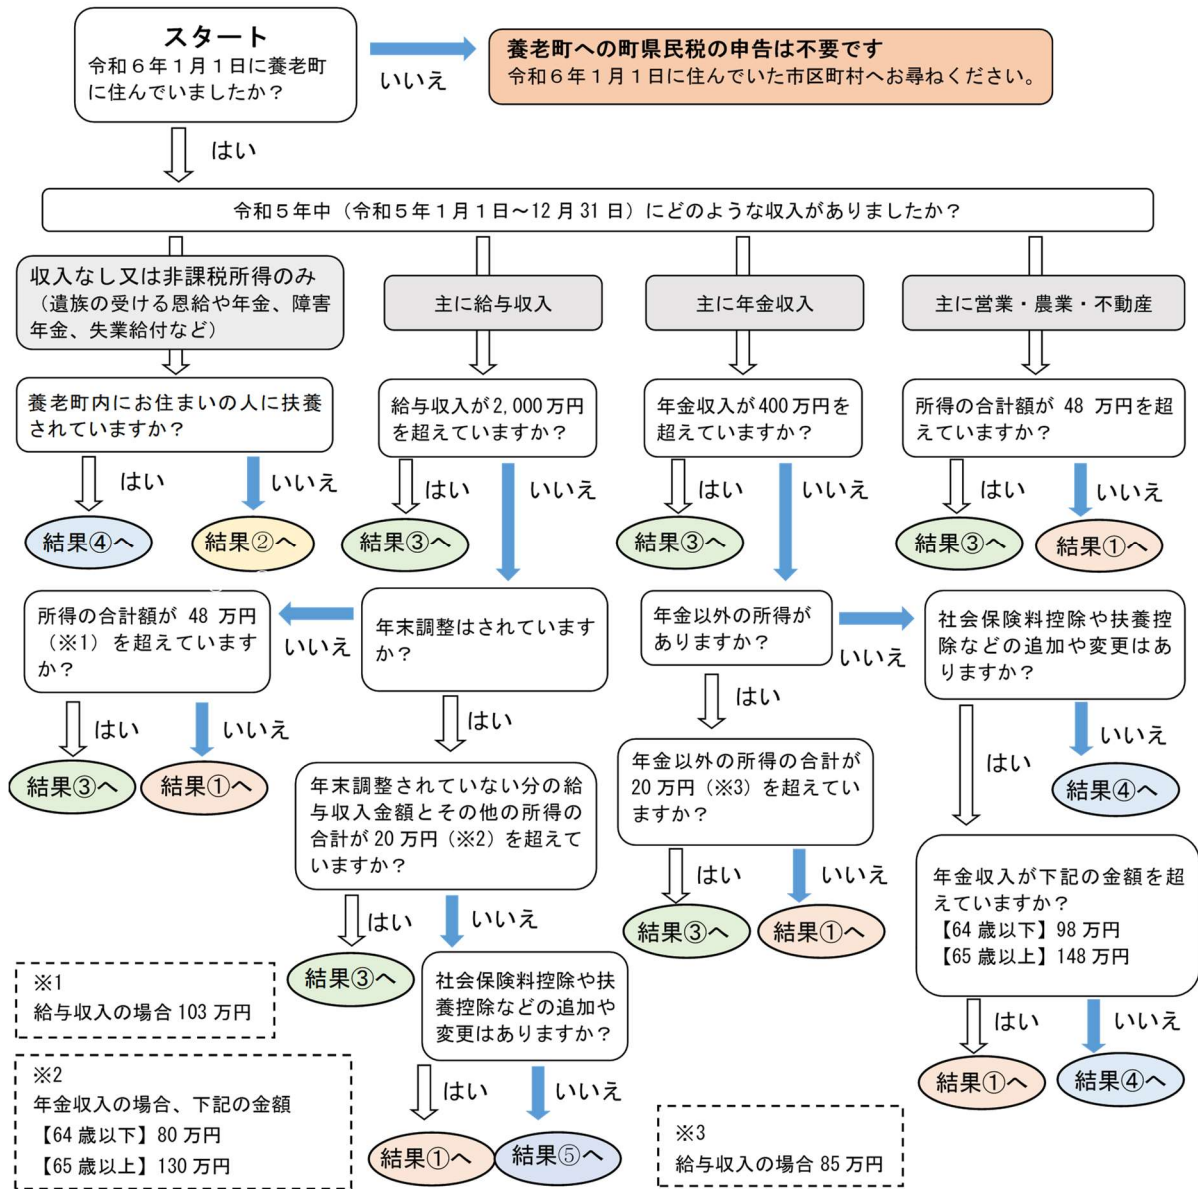 スタート
令和６年１月１日に養老町
に住んでいましたか？
いいえ
養老町への町県民税の申告は不要です
令和６年１月１日に住んでいた市区町村へお尋ねください。
はい
令和５年中（令和５年１月１日～12月31日）にどのような収入がありましたか？
収入なし又は非課税所得のみ
（遺族の受ける恩給や年金、障害
年金、失業給付など）
主に給与収入
主に年金収入
主に営業・農業・不動産
養老町内にお住まいの人に扶養
されていますか？
給与収入が2,000万円
を超えていますか？
年金収入が400万円を
超えていますか？
所得の合計額が 48 万円を超
えていますか？
はい
いいえ
はい
いいえ
はい
いいえ
はい
いいえ
結果④へ
結果②へ
結果③へ
結果③へ
結果③へ
結果①へ
所得の合計額が 48 万円
（※1）を超えています
か？
いいえ
年末調整はされています
か？
年金以外の所得が
ありますか？
いいえ
社会保険料控除や扶養控
除などの追加や変更はあ
りますか？
はい
いいえ
はい
はい
はい
いいえ
結果③へ
結果①へ
結果④へ
年末調整されていない分の給
与収入金額とその他の所得の
合計が 20 万円（※2）を超えて
いますか？
年金以外の所得の合計が
20 万円（※3）を超えてい
ますか？
年金収入が下記の金額を超
えていますか？
【64 歳以下】98 万円
【65 歳以上】148 万円
はい
いいえ
はい
いいえ
結果③へ
結果③へ
結果①へ
社会保険料控除や扶
養控除などの追加や
変更はありますか？
はい
いいえ
はい
いいえ
結果①へ
結果⑤へ
結果①へ
結果④へ
※1
給与収入の場合 103 万円
※2
年金収入の場合、下記の金額
【64 歳以下】80 万円
【65 歳以上】130 万円
※3
給与収入の場合 85 万円